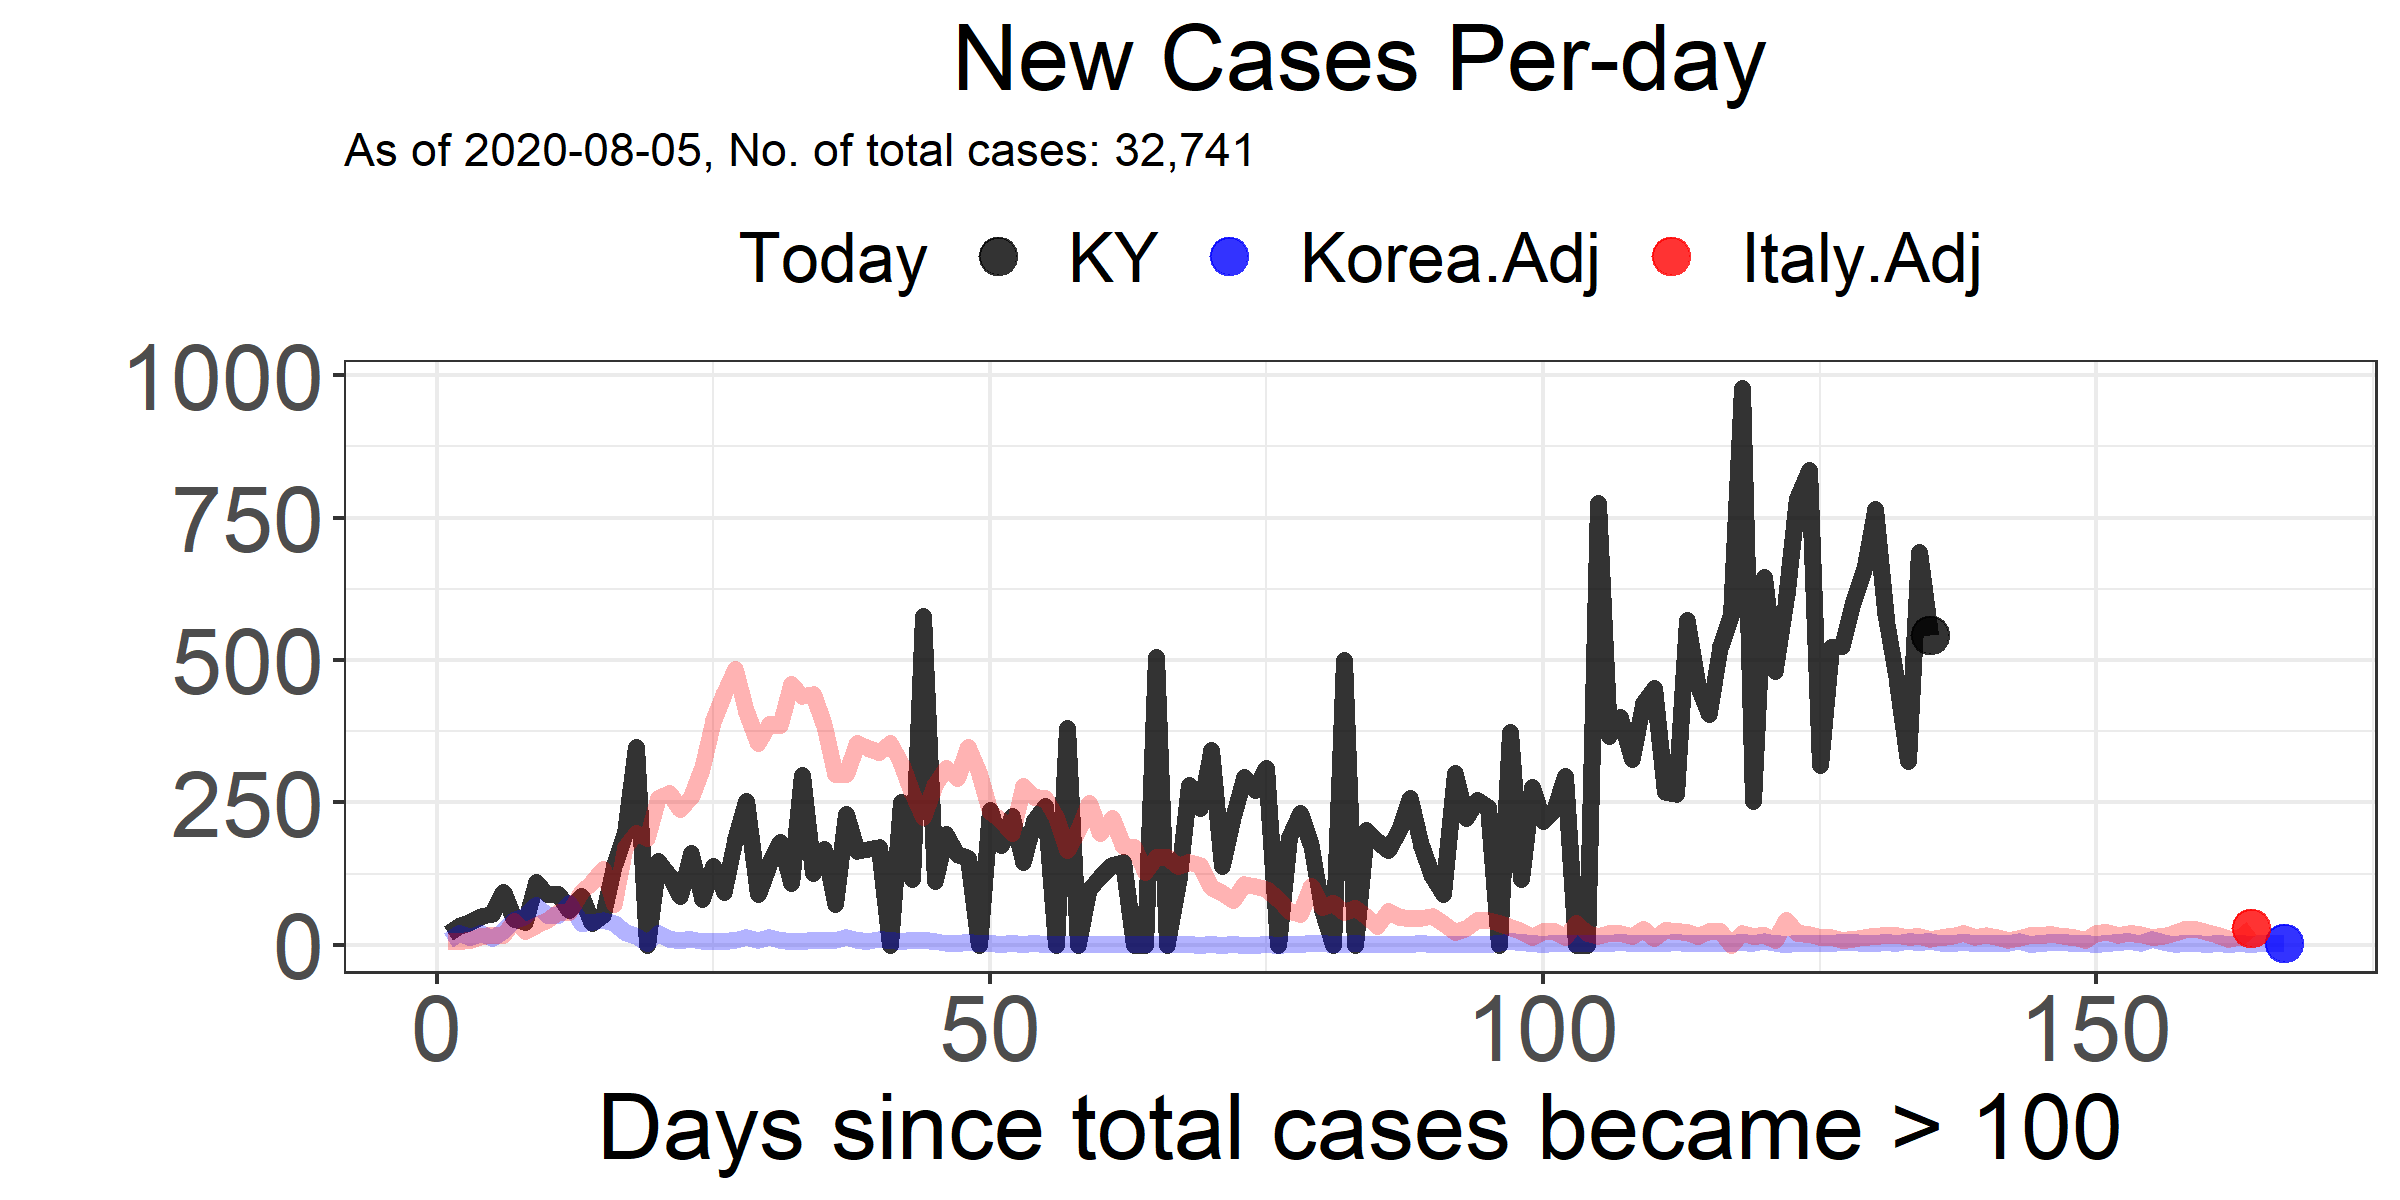 New Cases Per-day
As of 2020-08-05, No. of total cases: 32,741
Today KY Korea.Adj Italy.Adj
1000
750
500
250
0
0 50 100 150
Days since total cases became > 100